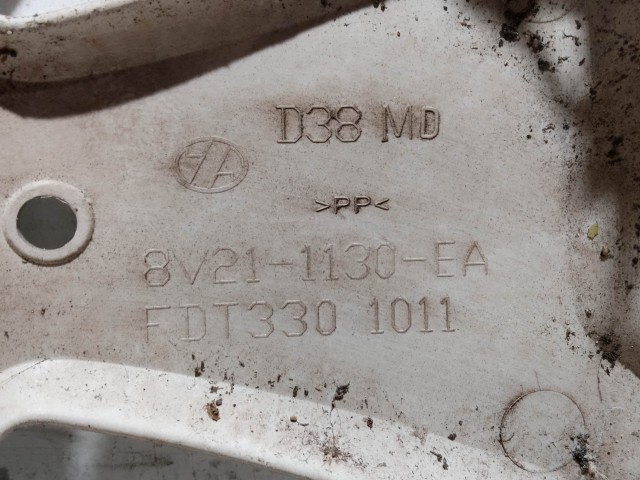 D38 MD
ZA
>PP<
8V21-1130-EA
FDT330 1011